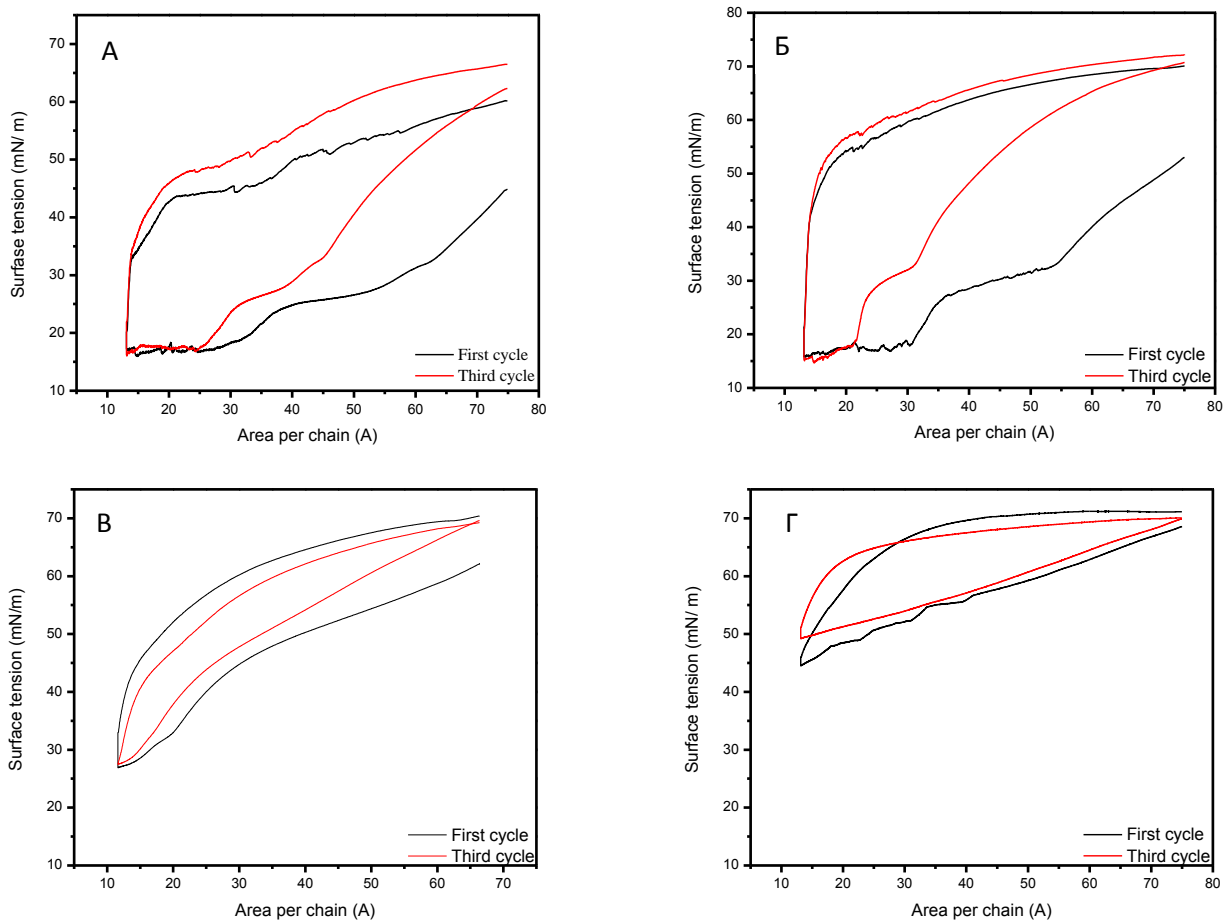 А
70
60
50
40
30
20
10
Surfase tension (mN/m)
10 20 30 40 50 60 70 80
Area per chain (A)
First cycle
Third cycle
Б
80
70
60
50
40
30
20
10
Surface tension (mN/m)
10 20 30 40 50 60 70 80
Area per chain (A)
First cycle
Third cycle
В
70
60
50
40
30
20
10
Surface tension (mN/m)
10 20 30 40 50 60 70
Area per chain (A)
First cycle
Third cycle
Г
70
60
50
40
30
20
10
Surface tension (mN/ m)
10 20 30 40 50 60 70 80
Area per chain (A)
First cycle
Third cycle